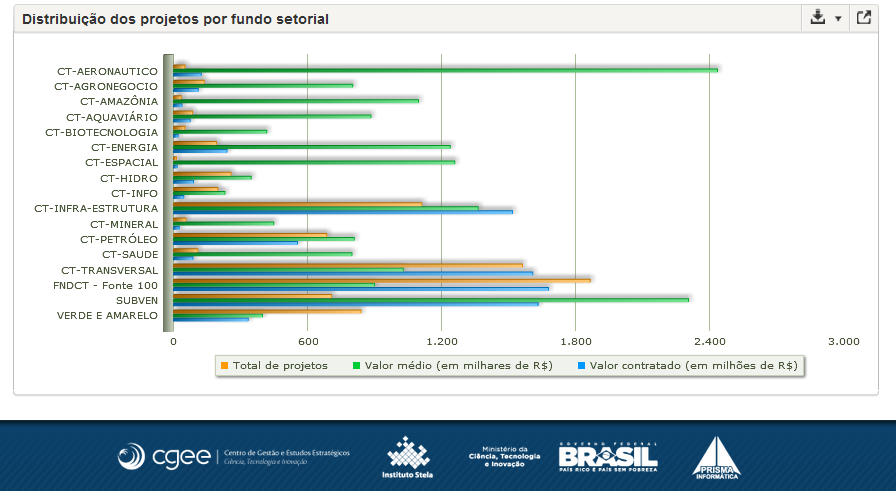 Distribuição dos projetos por fundo setorial
CT-AERONAUTICO
CT-AGRONEGOCIO
CT-AMAZÔNIA
CT-AQUAVIÁRIO
CT-BIOTECNOLOGIA
CT-ENERGIA
CT-ESPACIAL
CT-HIDRO
CT-INFO
CT-INFRA-ESTRUTURA
CT-MINERAL
CT-PETRÓLEO
CT-SAUDE
CT-TRANSVERSAL
FNDCT - Fonte 100
SUBVEN
VERDE E AMARELO
0 600 1.200 1.800 2.400 3.000
Total de projetos Valor médio (em milhares de R$) Valor contratado (em milhões de R$)
cgee
Centro de Gestão e Estudos Estratégicos
Ciência, Tecnologia e Inovação
Instituto Stela
Ministério da
Ciência, Tecnologia
e Inovação
GOVERNO FEDERAL
BRASIL
PAÍS RICO É PAÍS SEM POBREZA
PRISMA
INFORMÁTICA